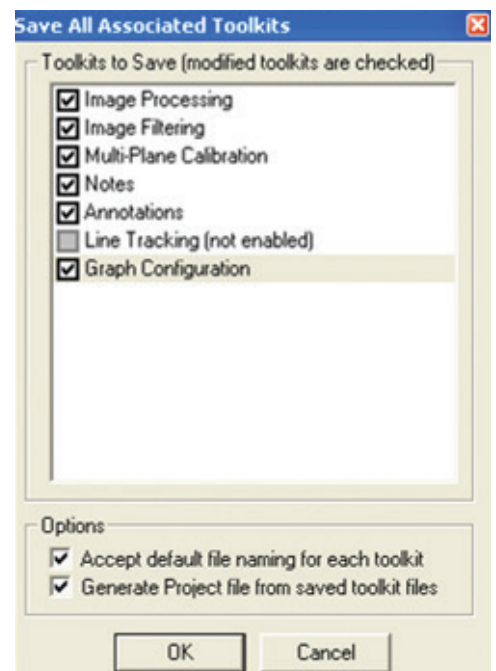 Save All Associated Toolkits
Toolkits to Save (modified toolkits are checked)
Image Processing
Image Filtering
Multi-Plane Calibration
Notes
Annotations
Line Tracking (not enabled)
Graph Configuration
Options
Accept default file naming for each toolkit
Generate Project file from saved toolkit files
OK Cancel